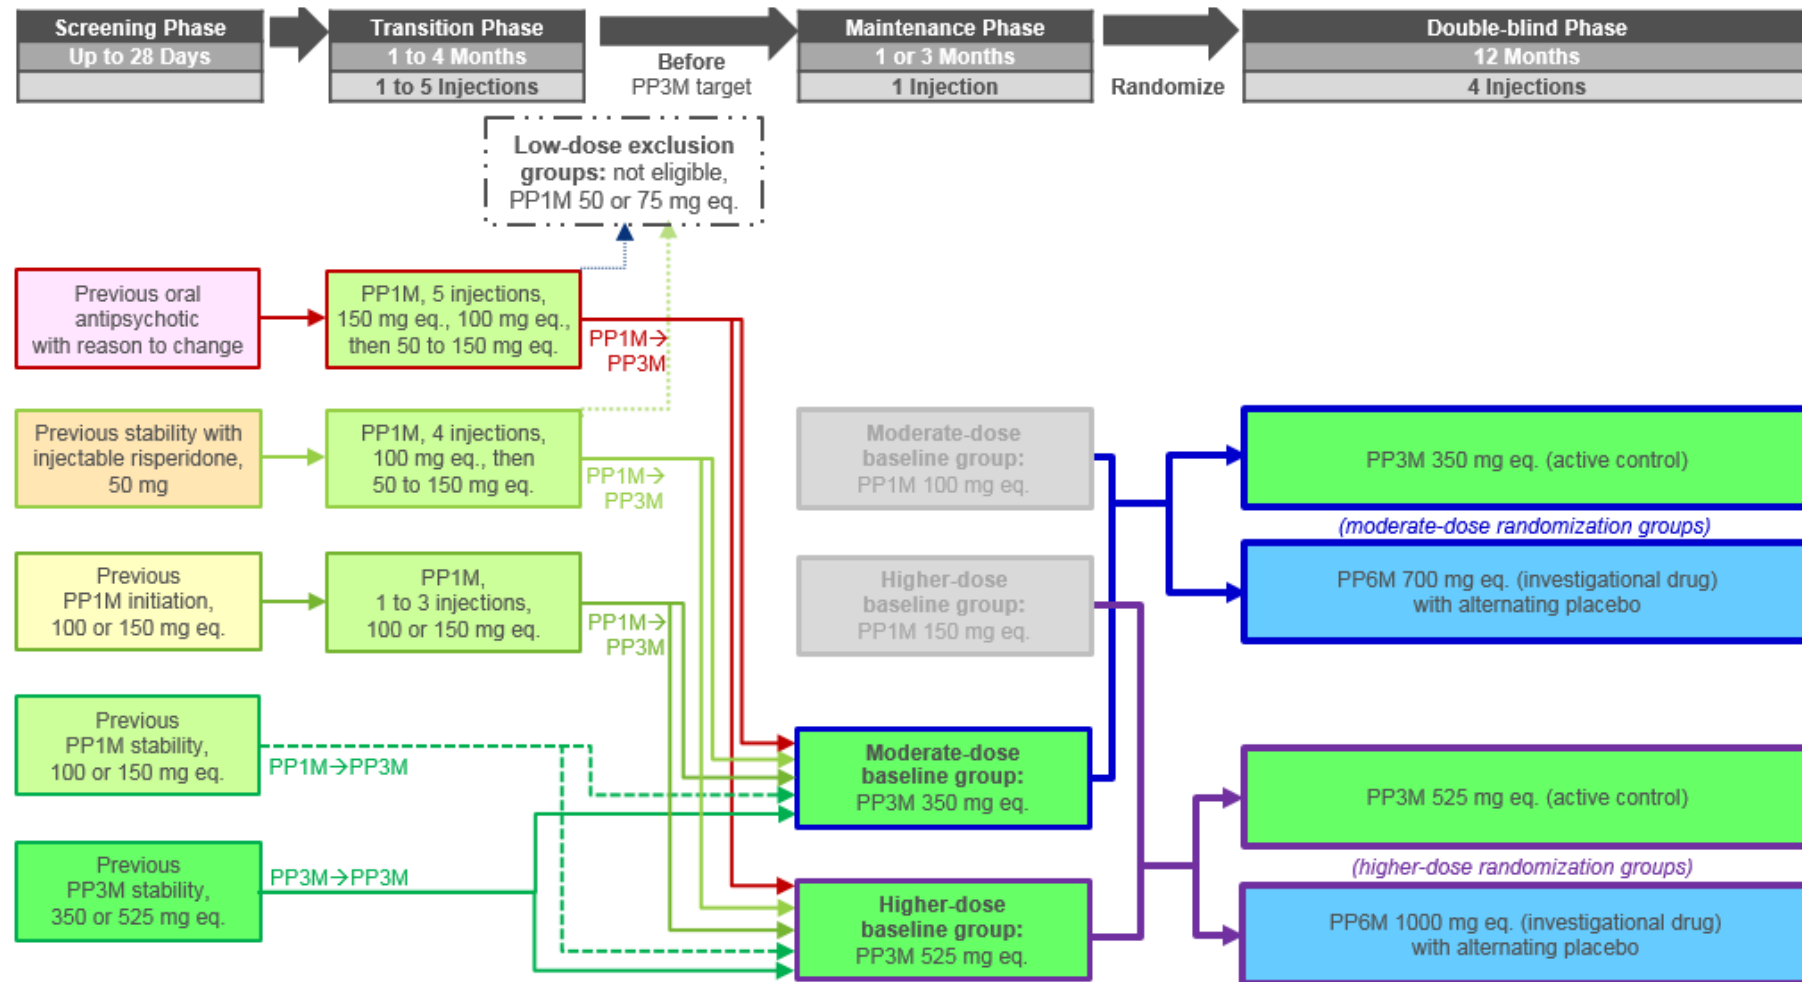 Screening Phase
Up to 28 Days
Transition Phase
1 to 4 Months
1 to 5 Injections
Before
PP3M target
Maintenance Phase
1 or 3 Months
1 Injection
Randomize
Double-blind Phase
12 Months
4 Injections
Low-dose exclusion
groups: not eligible,
PP1M 50 or 75 mg eq.
Previous oral
antipsychotic
with reason to change
PP1M, 5 injections,
150 mg eq., 100 mg eq.,
then 50 to 150 mg eq.
PP1M→
PP3M
Previous stability with
injectable risperidone,
50 mg
PP1M, 4 injections,
100 mg eq., then
50 to 150 mg eq.
PP1M→
PP3M
Moderate-dose
baseline group:
PP1M 100 mg eq.
PP3M 350 mg eq. (active control)
(moderate-dose randomization groups)
Previous
PP1M initiation,
100 or 150 mg eq.
PP1M,
1 to 3 injections,
100 or 150 mg eq.
PP1M→
PP3M
Higher-dose
baseline group:
PP1M 150 mg eq.
PP6M 700 mg eq. (investigational drug)
with alternating placebo
Previous
PP1M stability,
100 or 150 mg eq.
PP1M→PP3M
Moderate-dose
baseline group:
PP3M 350 mg eq.
PP3M 525 mg eq. (active control)
(higher-dose randomization groups)
Previous
PP3M stability,
350 or 525 mg eq.
PP3M→PP3M
Higher-dose
baseline group:
PP3M 525 mg eq.
PP6M 1000 mg eq. (investigational drug)
with alternating placebo